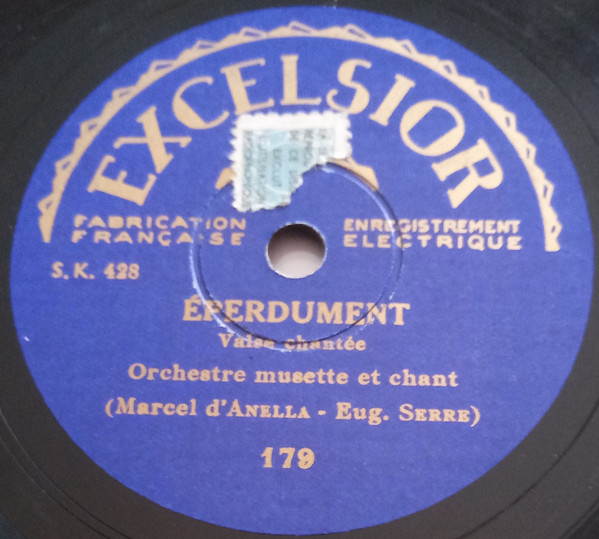 EXCELSIOR
FABRICATION FRANÇAISE
ENREGISTREMENT ELECTRIQUE
S. K. 428
ÉPERDUMENT
Valse chantée
Orchestre musette et chant
(Marcel d'ANELLA - Eug. SERRE)
179